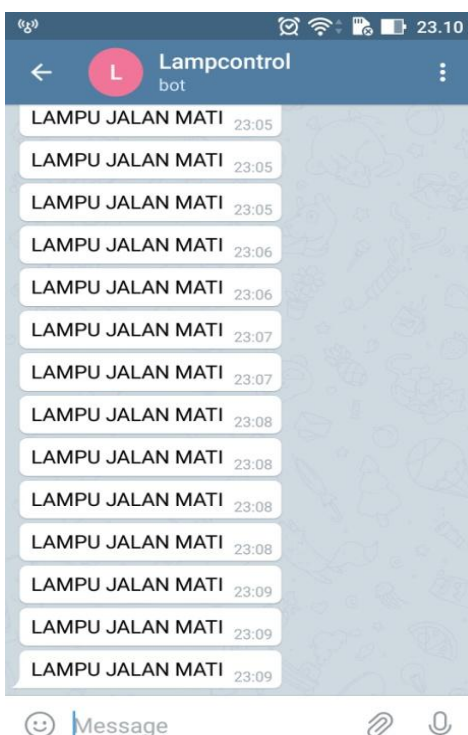 23.10
L
Lampcontrol
bot
LAMPU JALAN MATI 23:05
LAMPU JALAN MATI 23:05
LAMPU JALAN MATI 23:05
LAMPU JALAN MATI 23:06
LAMPU JALAN MATI 23:06
LAMPU JALAN MATI 23:07
LAMPU JALAN MATI 23:07
LAMPU JALAN MATI 23:08
LAMPU JALAN MATI 23:08
LAMPU JALAN MATI 23:08
LAMPU JALAN MATI 23:08
LAMPU JALAN MATI 23:09
LAMPU JALAN MATI 23:09
LAMPU JALAN MATI 23:09
Message